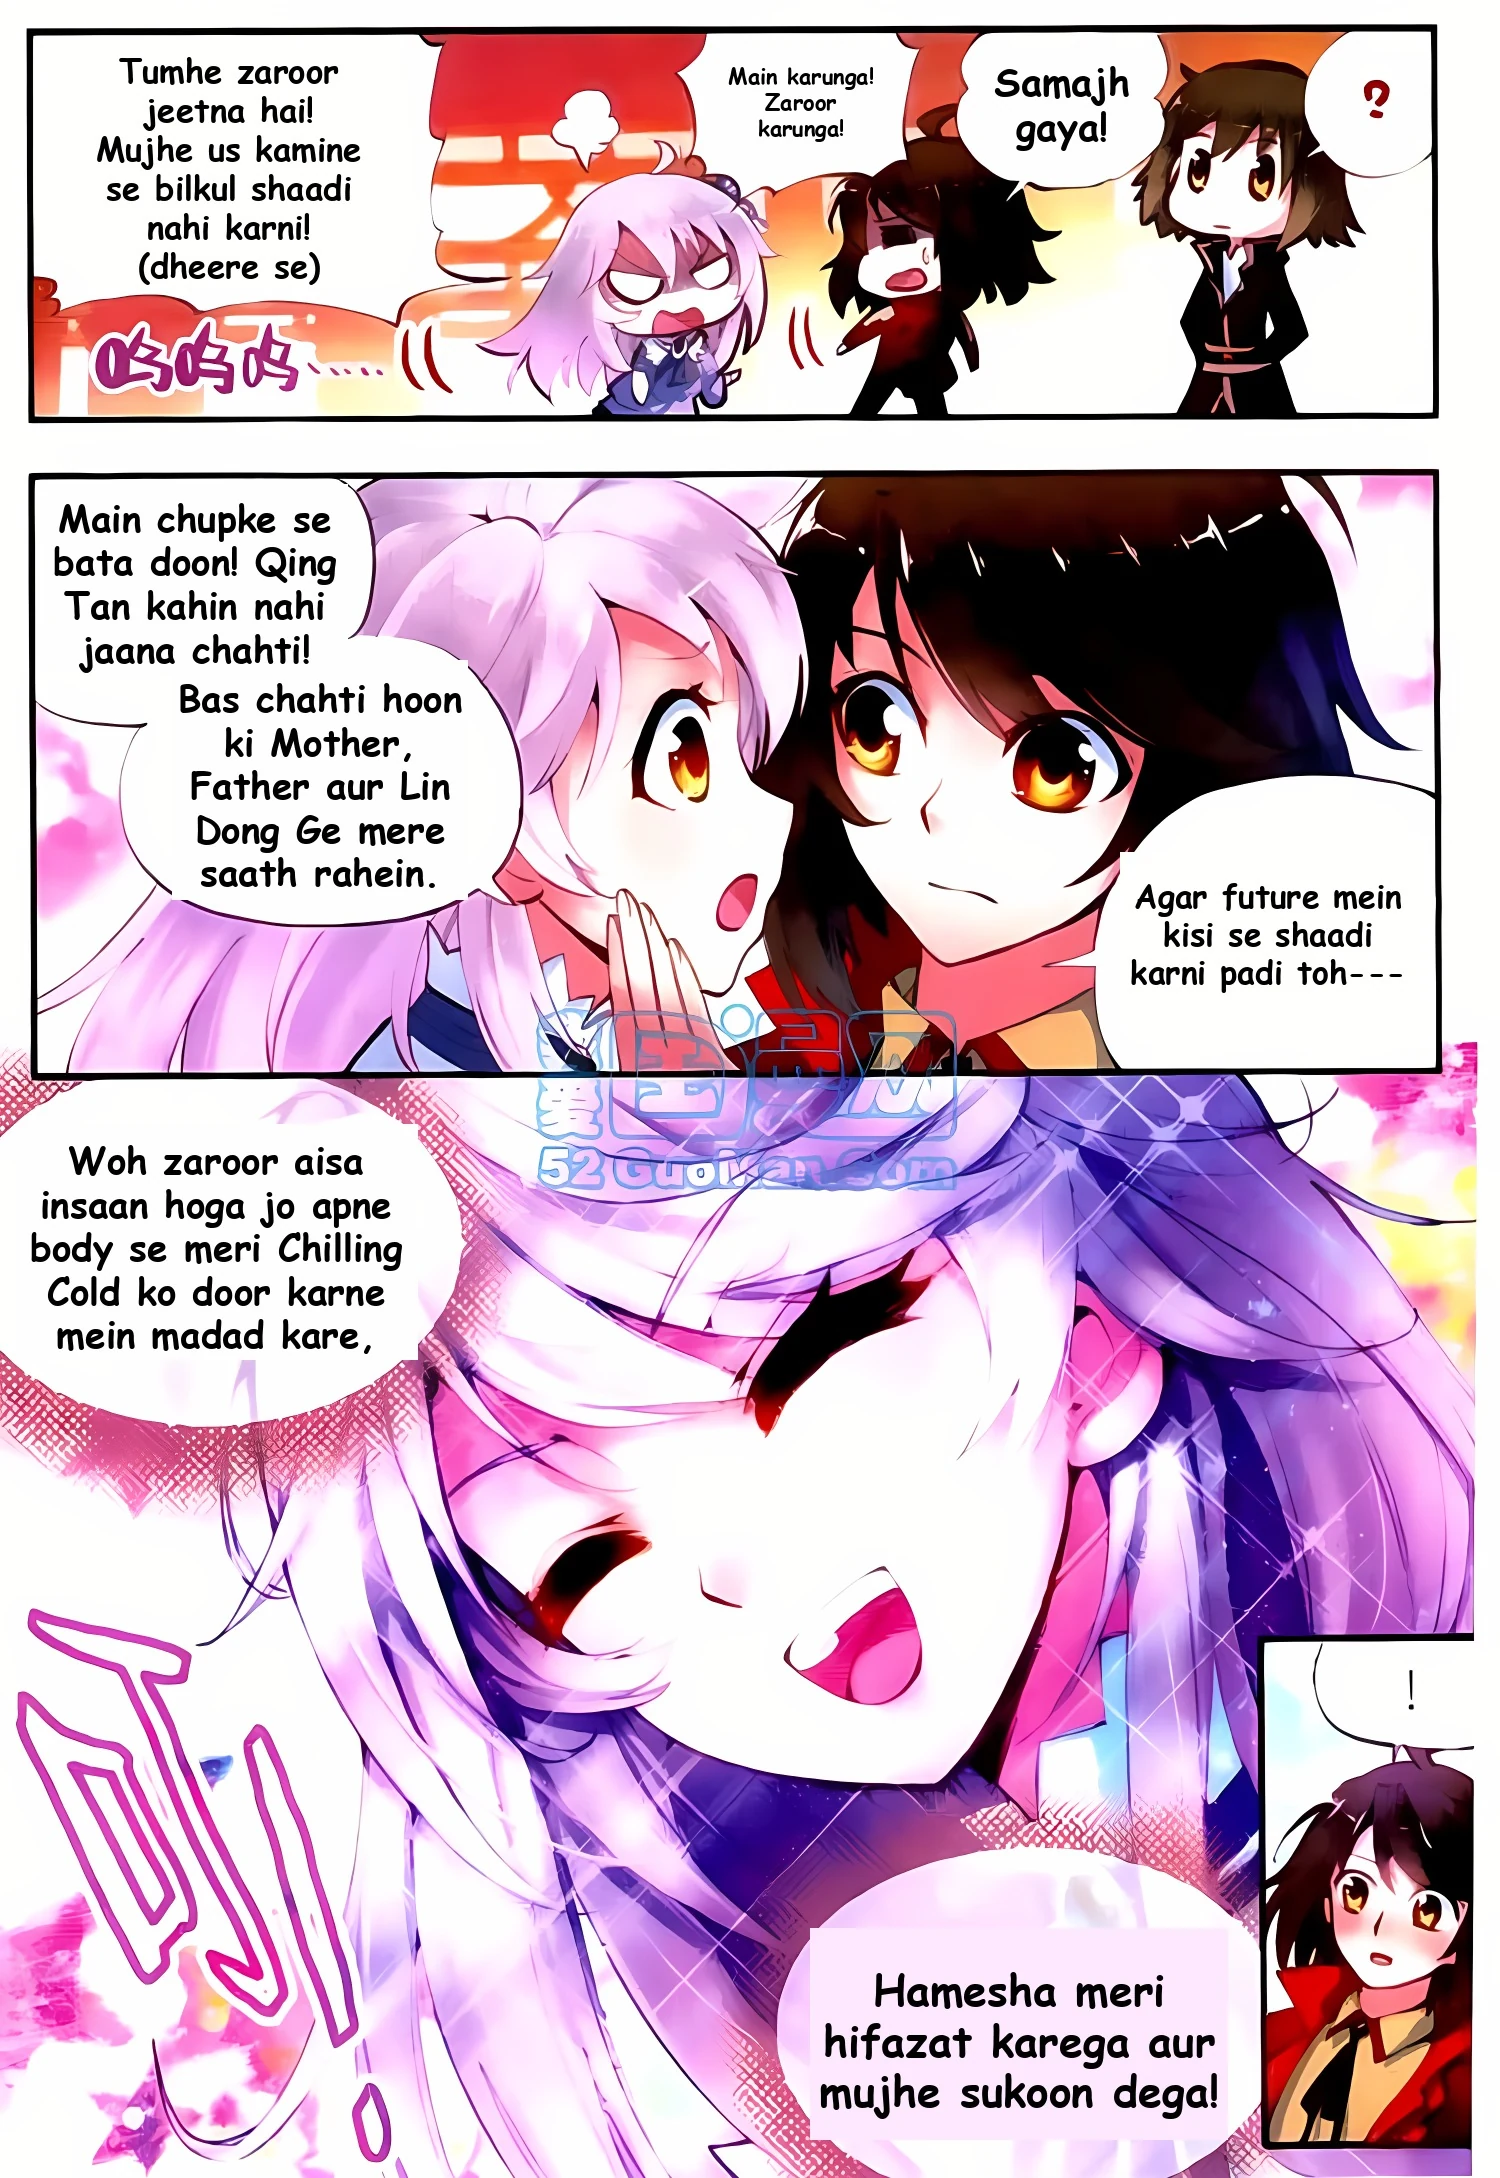 Tumhe zaroor
jeetna hai!
Mujhe us kamine
se bilkul shaadi
nahi karni!
(dheere se)
Main karunga!
Zaroor
karunga!
Samajh
gaya!
?
呜呜呜……
Main chupke se
bata doon! Qing
Tan kahin nahi
jaana chahti!
Bas chahti hoon
ki Mother,
Father aur Lin
Dong Ge mere
saath rahein.
Agar future mein
kisi se shaadi
karni padi toh---
52GuoMan.Com
Woh zaroor aisa
insaan hoga jo apne
body se meri Chilling
Cold ko door karne
mein madad kare,
!
Hamesha meri
hifazat karega aur
mujhe sukoon dega!